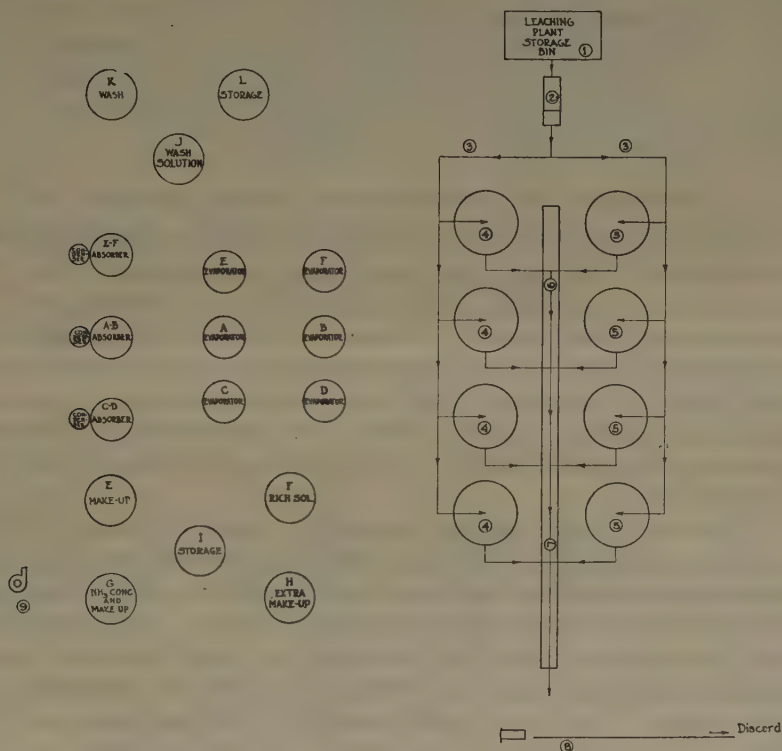 LEACHING
PLANT
STORAGE
BIN
①
②
③ ③
K
WASH
L
STORAGE
J
WASH
SOLUTION
E-F
ABSORBER
E
EVAPORATOR
F
EVAPORATOR
A-B
ABSORBER
A
EVAPORATOR
B
EVAPORATOR
C-D
ABSORBER
C
EVAPORATOR
D
EVAPORATOR
E
MAKE-UP
F
RICH SOL.
I
STORAGE
G
NH3 CONC
AND
MAKE UP
H
EXTRA
MAKE-UP
⑨
④ ⑤
⑥
④ ⑤
④ ⑤
④ ⑤
⑦
⑧
Discard